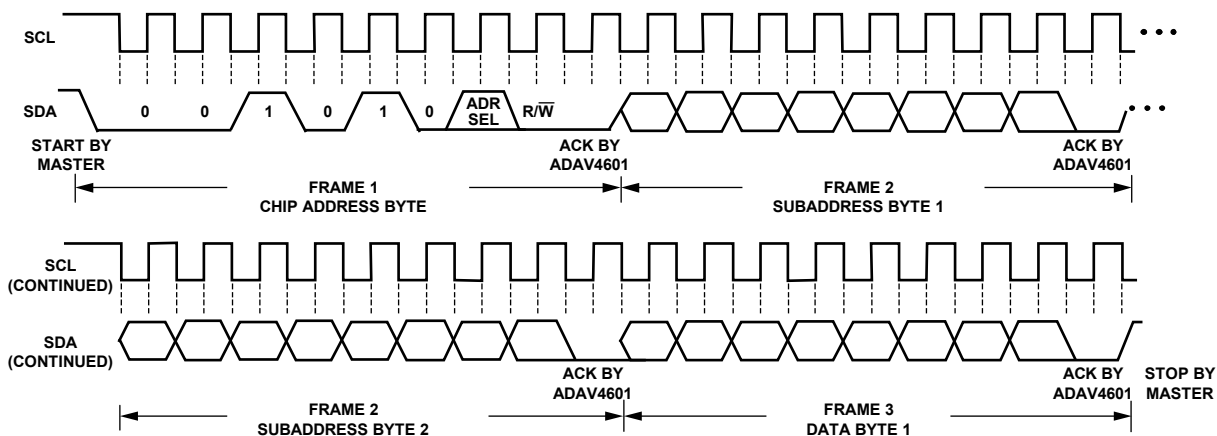 SCL
SDA
0 0 1 0 1 0 ADR SEL R/W
START BY MASTER
ACK BY ADAV4601
ACK BY ADAV4601
FRAME 1
CHIP ADDRESS BYTE
FRAME 2
SUBADDRESS BYTE 1
SCL
(CONTINUED)
SDA
(CONTINUED)
ACK BY ADAV4601
ACK BY ADAV4601
STOP BY MASTER
FRAME 2
SUBADDRESS BYTE 2
FRAME 3
DATA BYTE 1